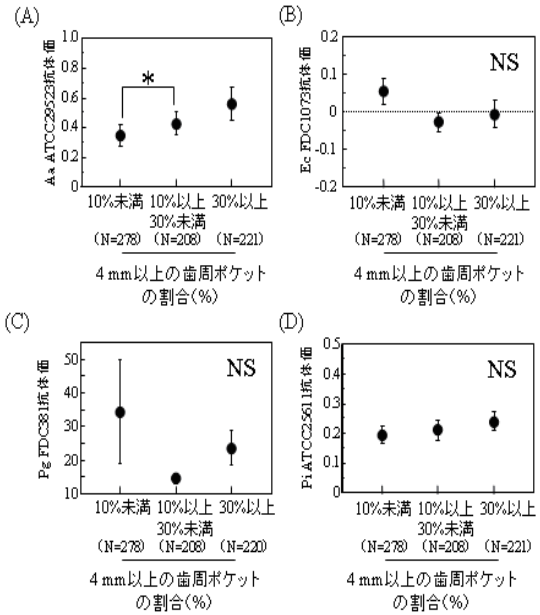 (A)
Aa ATCC29523抗体価
1.0
0.8
0.6
0.4
0.2
0
*
10%未満 10%以上 30%以上
30%未満
(N=278) (N=208) (N=221)
4 mm以上の歯周ポケット
の割合(%)
(B)
Ec FDC1073抗体価
0.2
0.1
0
-0.1
-0.2
NS
10%未満 10%以上 30%以上
30%未満
(N=278) (N=208) (N=221)
4 mm以上の歯周ポケット
の割合(%)
(C)
Pg FDC381抗体価
50
40
30
20
10
NS
10%未満 10%以上 30%以上
30%未満
(N=278) (N=208) (N=220)
4 mm以上の歯周ポケット
の割合(%)
(D)
Pi ATCC25611抗体価
0.5
0.4
0.3
0.2
0.1
0
NS
10%未満 10%以上 30%以上
30%未満
(N=278) (N=208) (N=221)
4 mm以上の歯周ポケット
の割合(%)